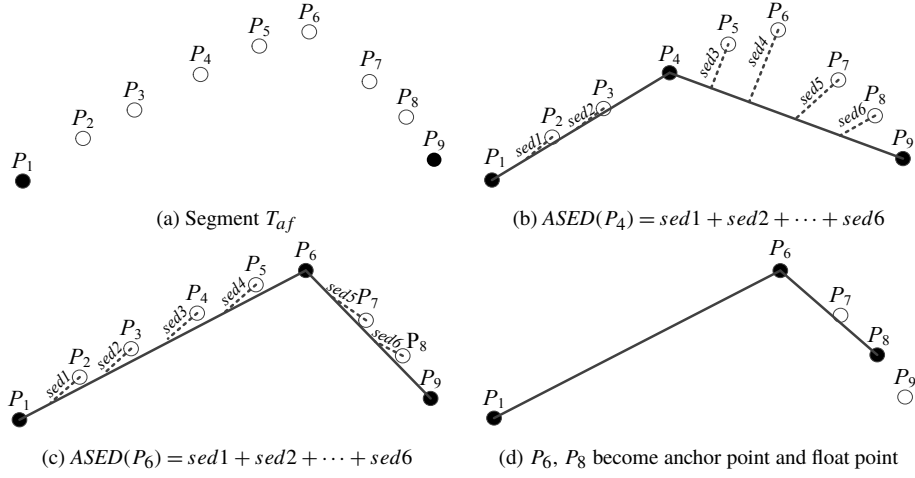 P1
P2
P3
P4
P5
P6
P7
P8
P9
(a) Segment Taf
P1
P2
P3
P4
P5
P6
P7
P8
P9
sed1
sed2
sed3
sed4
sed5
sed6
(b) ASED(P4) = sed1 + sed2 + ··· + sed6
P1
P2
P3
P4
P5
P6
P7
P8
P9
sed1
sed2
sed3
sed4
sed5
sed6
(c) ASED(P6) = sed1 + sed2 + ··· + sed6
P1
P6
P7
P8
P9
(d) P6, P8 become anchor point and float point